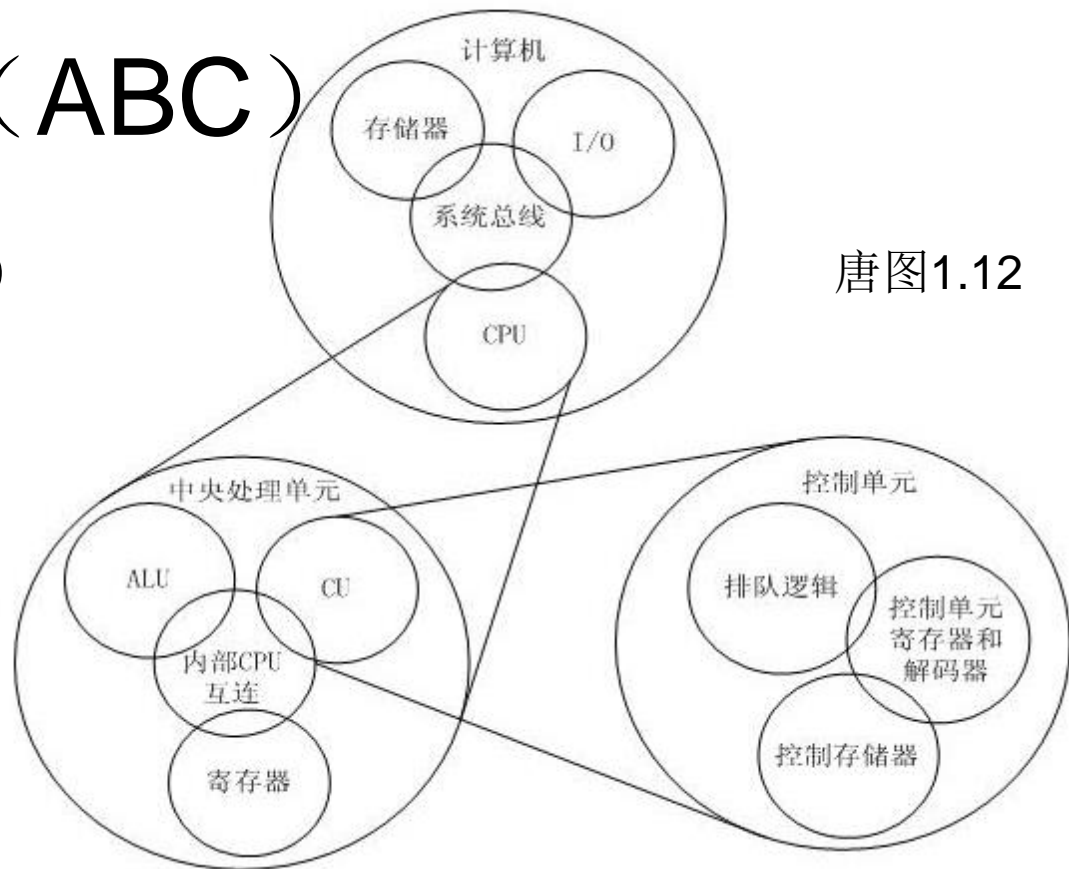 （ABC）
计算机
存储器
I/O
系统总线
CPU
）
唐图1.12
中央处理单元
ALU
CU
内部CPU
互连
寄存器
控制单元
排队逻辑
控制单元
寄存器和
解码器
控制存储器